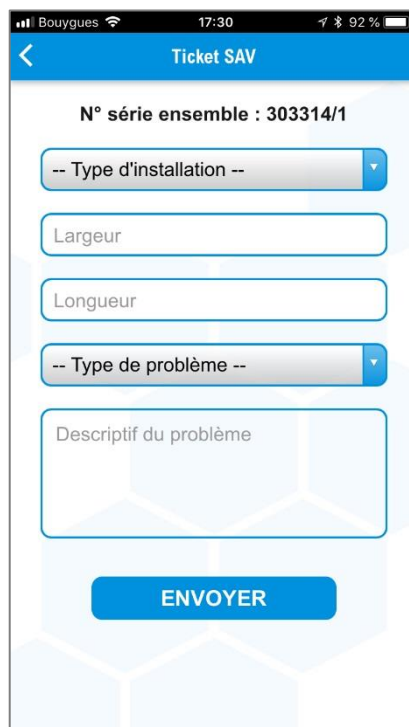 Bouygues 17:30 92 %
Ticket SAV
N° série ensemble : 303314/1
-- Type d'installation --
Largeur
Longueur
-- Type de problème --
Descriptif du problème
ENVOYER